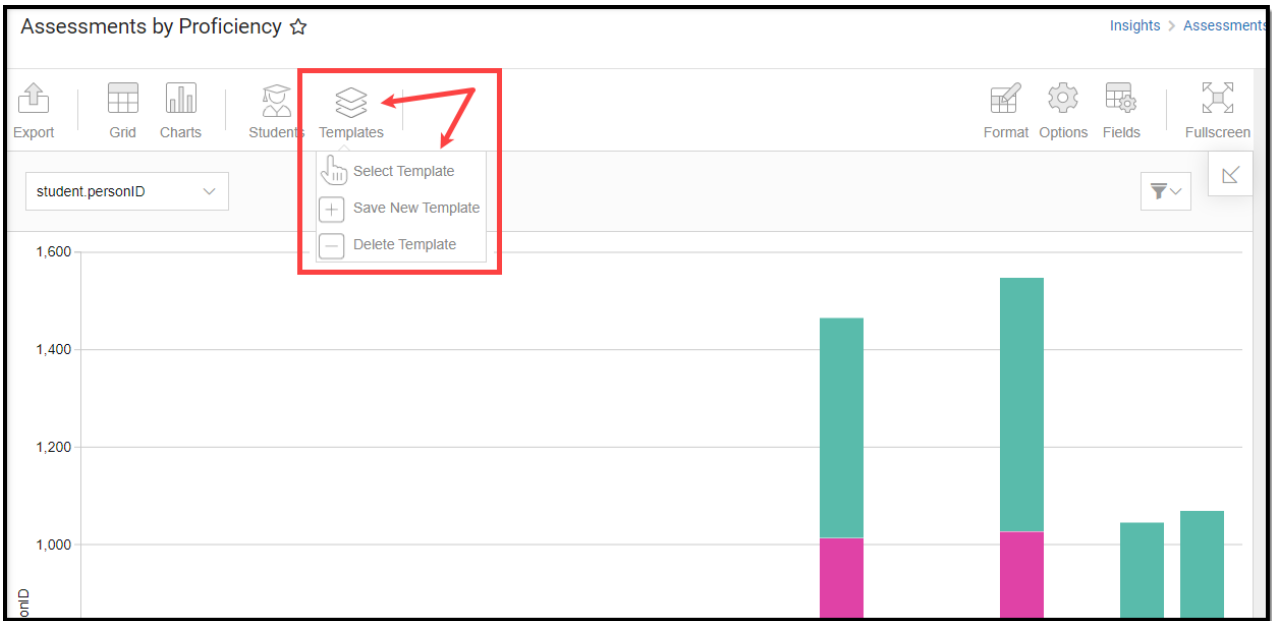 Assessments by Proficiency
Insights > Assessments
Export Grid Charts Students Templates Format Options Fields Fullscreen
Select Template
Save New Template
Delete Template
student.personID
1,600
1,400
1,200
1,000
onID